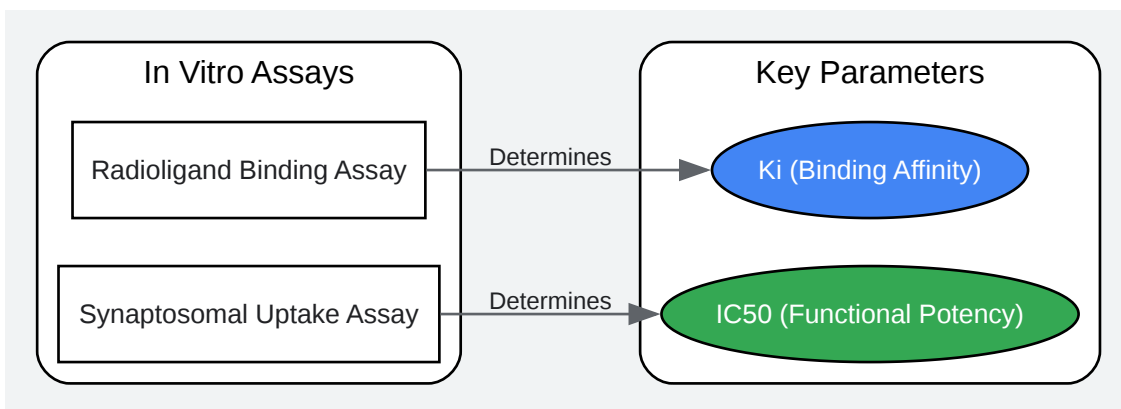 In Vitro Assays
Key Parameters
Radioligand Binding Assay
Determines
Ki (Binding Affinity)
Synaptosomal Uptake Assay
Determines
IC50 (Functional Potency)